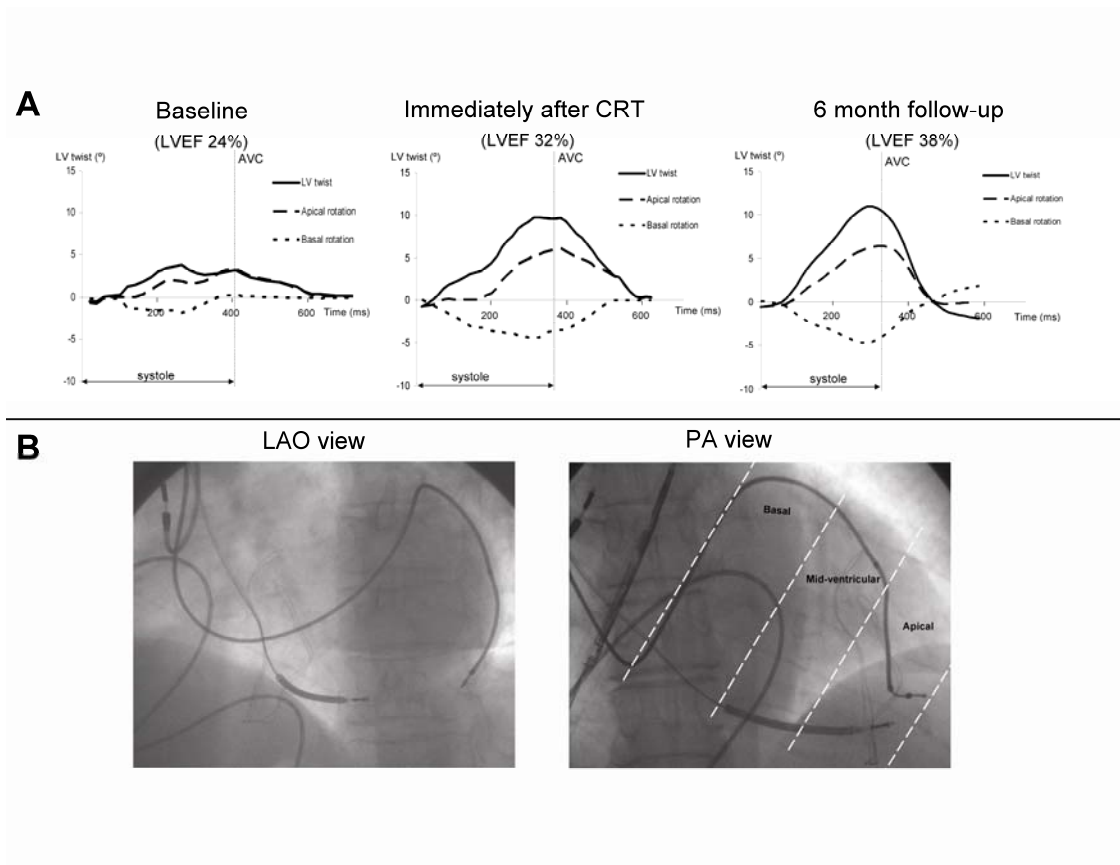 A
Baseline
(LVEF 24%)
LV twist (º)
AVC
15
LV twist
10
Apical rotation
5
Basal rotation
0
200
400
600
Time (ms)
-5
systole
-10
Immediately after CRT
(LVEF 32%)
LV twist (º)
AVC
15
LV twist
Apical rotation
10
Basal rotation
5
0
200
400
600
Time (ms)
-5
systole
-10
6 month follow-up
(LVEF 38%)
LV twist (º)
AVC
15
LV twist
Apical rotation
10
Basal rotation
5
0
200
400
600
Time (ms)
-5
systole
-10
B
LAO view
PA view
Basal
Mid-ventricular
Apical